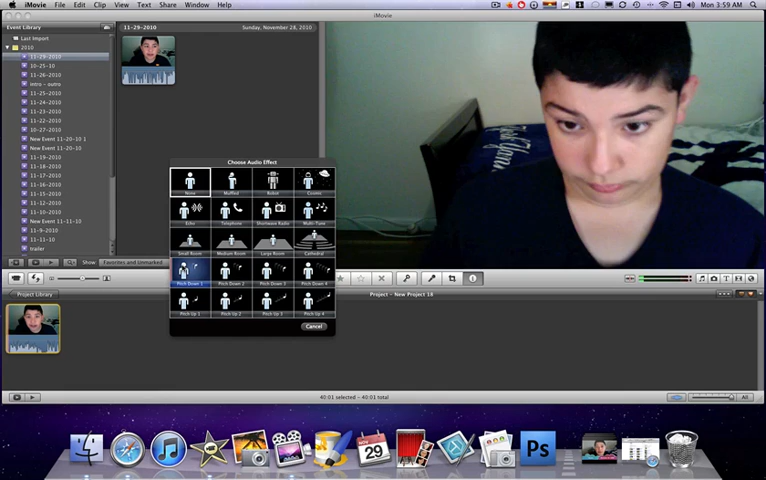 iMovie File Edit View Text Share Window Help Mon 3:59 AM
iMovie
Event Library 11-29-2010 Sunday, November 28, 2010
Last Import
2010
11-29-2010
10-25-10
11-26-2010
intro - outro
11-25-2010
11-24-2010
11-23-2010
11-22-2010
10-27-2010
New Event 11-20-10 1
New Event 11-20-10
11-19-2010
11-18-2010
11-17-2010
11-16-2010
11-15-2010
11-14-2010
11-12-2010
11-10-2010
New Event 11-11-10
11-9-2010
11-11-10
trailer
Show: Favorites and Unmarked
Choose Audio Effect
None Muffled Robot Cosmic
Echo Telephone Shortwave Radio Multi-Tune
Small Room Medium Room Large Room Cathedral
Pitch Down 1 Pitch Down 2 Pitch Down 3 Pitch Down 4
Pitch Up 1 Pitch Up 2 Pitch Up 3 Pitch Up 4
Cancel
Project Library Project - New Project 18
40:01 selected - 40:01 total All
NOV
29
Ps